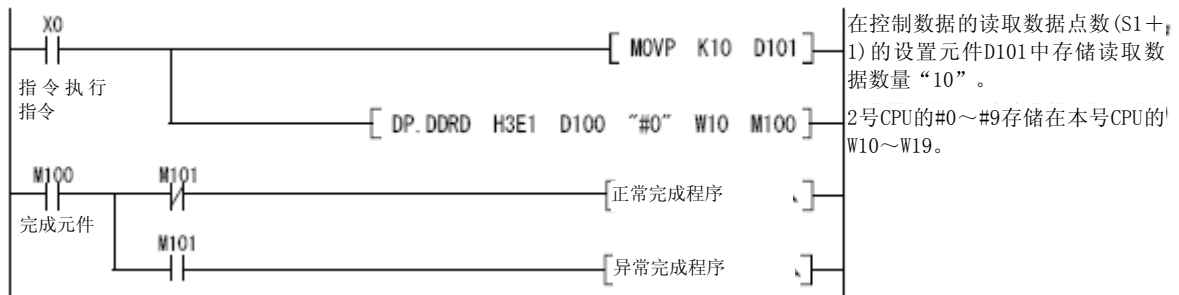 X0
MOVP K10 D101
在控制数据的读取数据点数(S1+
1)的设置元件D101中存储读取数
据数量“10”。
指令执行
指令
DP.DDRD H3E1 D100 "#0" W10 M100
2号CPU的#0～#9存储在本号CPU的
W10～W19。
M100
M101
正常完成程序
完成元件
M101
异常完成程序